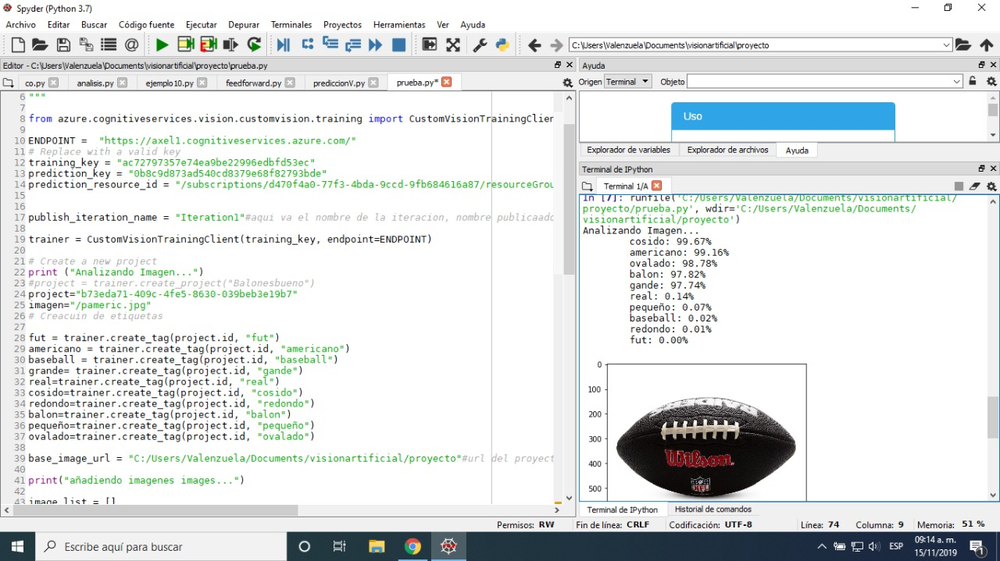 Spyder (Python 3.7)
Archivo Editar Buscar Código fuente Ejecutar Depurar Terminales Proyectos Herramientas Ver Ayuda
C:\Users\Valenzuela\Documents\visionartificial\proyecto
Editor - C:\Users\Valenzuela\Documents\visionartificial\proyecto\prueba.py
co.py analisis.py ejemplo10.py feedforward.py prediccionV.py prueba.py*
6 """
7
8 from azure.cognitiveservices.vision.customvision.training import CustomVisionTrainingClien
9
10 ENDPOINT = "https://axel1.cognitiveservices.azure.com/"
11 # Replace with a valid key
12 training_key = "ac72797357e74ea9be22996edbfd53ec"
13 prediction_key = "0b8c9d873ad540cd8379e68f82793bde"
14 prediction_resource_id = "/subscriptions/d470f4a0-77f3-4bda-9ccd-9fb684616a87/resourceGrou
15
16
17 publish_iteration_name = "Iteration1"#aqui va el nombre de la iteracion, nombre publicaado
18
19 trainer = CustomVisionTrainingClient(training_key, endpoint=ENDPOINT)
20
21 # Create a new project
22 print ("Analizando Imagen...")
23 #project = trainer.create_project("Balonesbueno")
24 project="b73eda71-409c-4fe5-8630-039beb3e19b7"
25 imagen="/pameric.jpg"
26 # Creacuin de etiquetas
27
28 fut = trainer.create_tag(project.id, "fut")
29 americano = trainer.create_tag(project.id, "americano")
30 baseball = trainer.create_tag(project.id, "baseball")
31 grande= trainer.create_tag(project.id, "gande")
32 real=trainer.create_tag(project.id, "real")
33 cosido=trainer.create_tag(project.id, "cosido")
34 redondo=trainer.create_tag(project.id, "redondo")
35 balon=trainer.create_tag(project.id, "balon")
36 pequeño=trainer.create_tag(project.id, "pequeño")
37 ovalado=trainer.create_tag(project.id, "ovalado")
38
39 base_image_url = "C:/Users/Valenzuela/Documents/visionartificial/proyecto"#url del proyect
40
41 print("añadiendo imagenes images...")
42
43 image_list = []
Ayuda
Origen Terminal Objeto
Uso
Explorador de variables Explorador de archivos Ayuda
Terminal de IPython
Terminal 1/A
In [7]: runfile('C:/Users/Valenzuela/Documents/visionartificial/
proyecto/prueba.py', wdir='C:/Users/Valenzuela/Documents/
visionartificial/proyecto')
Analizando Imagen...
cosido: 99.67%
americano: 99.16%
ovalado: 98.78%
balon: 97.82%
gande: 97.74%
real: 0.14%
pequeño: 0.07%
baseball: 0.02%
redondo: 0.01%
fut: 0.00%
0
100
200
300
400
500
Wilson
NFL
Terminal de IPython Historial de comandos
Permisos: RW Fin de línea: CRLF Codificación: UTF-8 Línea: 74 Columna: 9 Memoria: 51 %
Escribe aquí para buscar
ESP
09:14 a. m.
15/11/2019
1